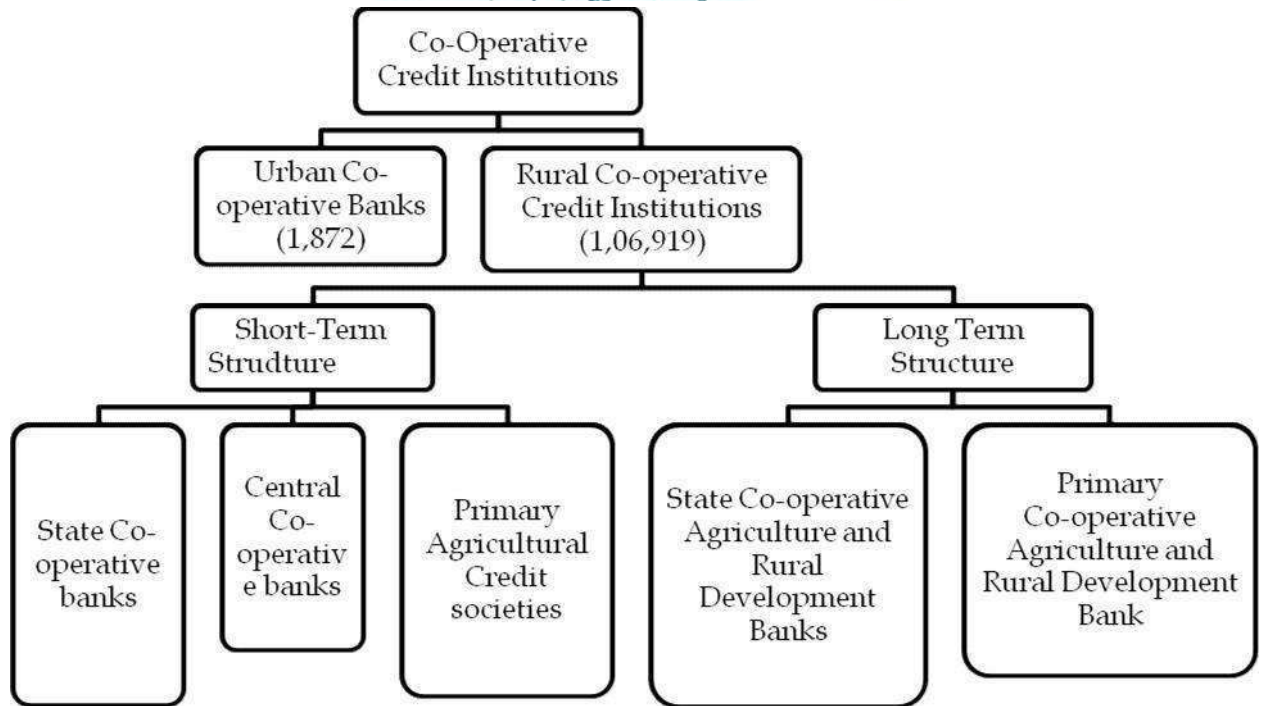 Co-Operative
Credit Institutions
Urban Co-
operative Banks
(1,872)
Rural Co-operative
Credit Institutions
(1,06,919)
Short-Term
Strudture
Long Term
Structure
State Co-
operative
banks
Central
Co-
operativ
e banks
Primary
Agricultural
Credit
societies
State Co-operative
Agriculture and
Rural
Development
Banks
Primary
Co-operative
Agriculture and
Rural Development
Bank